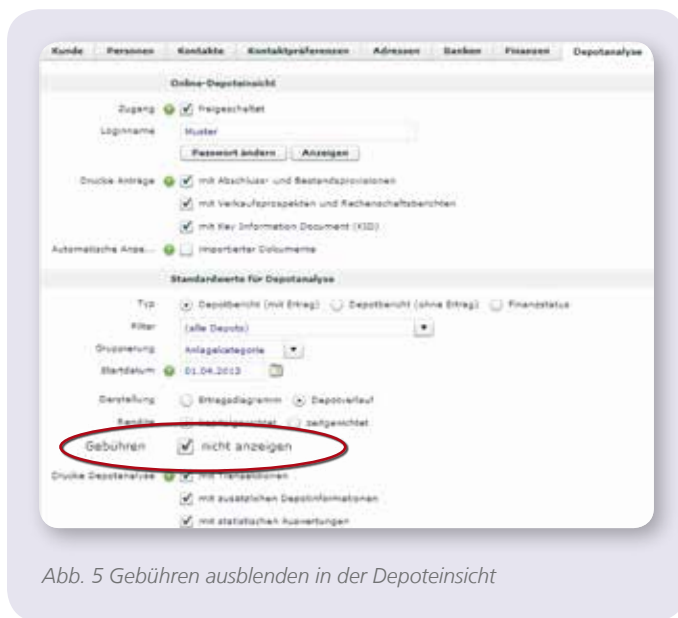 Kunde Personen Kontakte Kontaktpräferenzen Adressen Banken Finanzen Depotanalyse
Online-Depoteinsicht
Zugang freigeschaltet
Loginname Muster
Passwort ändern Anzeigen
Drucke Anträge mit Abschluss- und Bestandsprovisionen
mit Verkaufsprospekten und Rechenschaftsberichten
mit Key Information Document (KID)
Automatische Anze... importierter Dokumente
Standardwerte für Depotanalyse
Typ Depotbericht (mit Ertrag) Depotbericht (ohne Ertrag) Finanzstatus
Filter (alle Depots)
Gruppierung Anlagekategorie
Startdatum 01.04.2013
Darstellung Ertragsdiagramm Depotverlauf
Rendite kapitalgewichtet zeitgewichtet
Gebühren nicht anzeigen
Drucke Depotanalyse mit Transaktionen
mit zusätzlichen Depotinformationen
mit statistischen Auswertungen
Abb. 5 Gebühren ausblenden in der Depoteinsicht